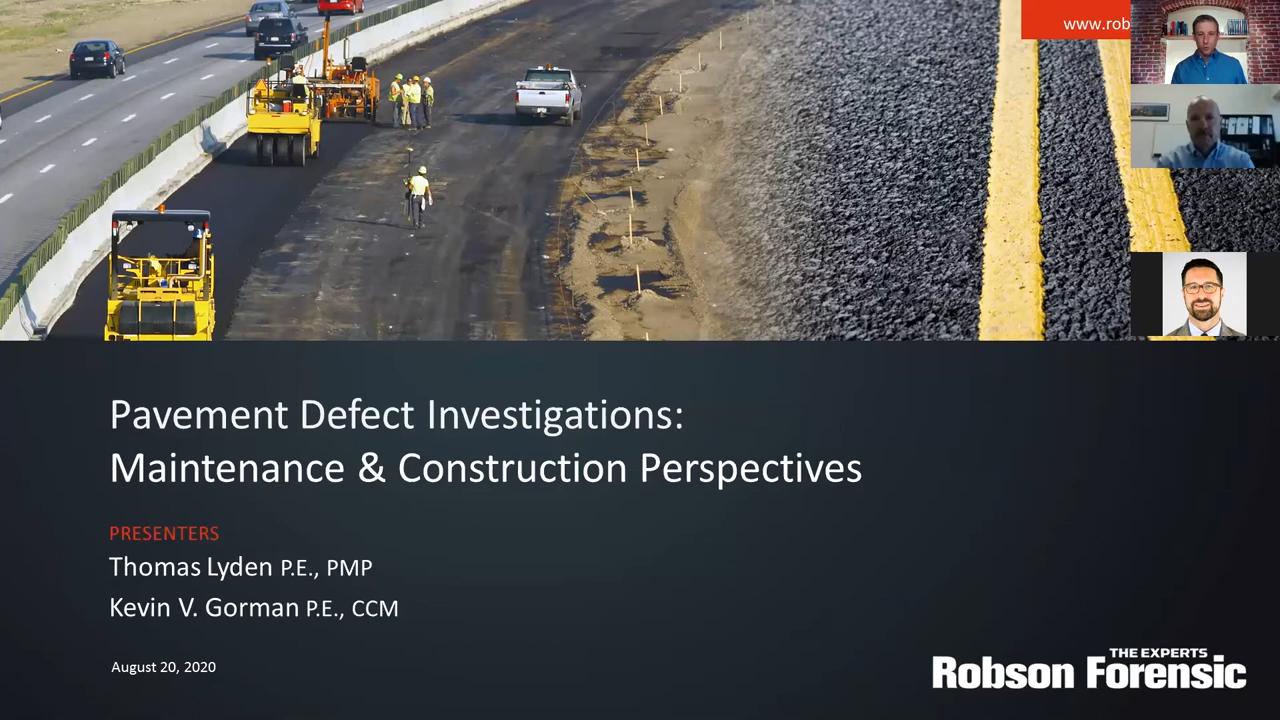 www.rob
Pavement Defect Investigations:
Maintenance & Construction Perspectives
PRESENTERS
Thomas Lyden P.E., PMP
Kevin V. Gorman P.E., CCM
August 20, 2020
THE EXPERTS
Robson Forensic